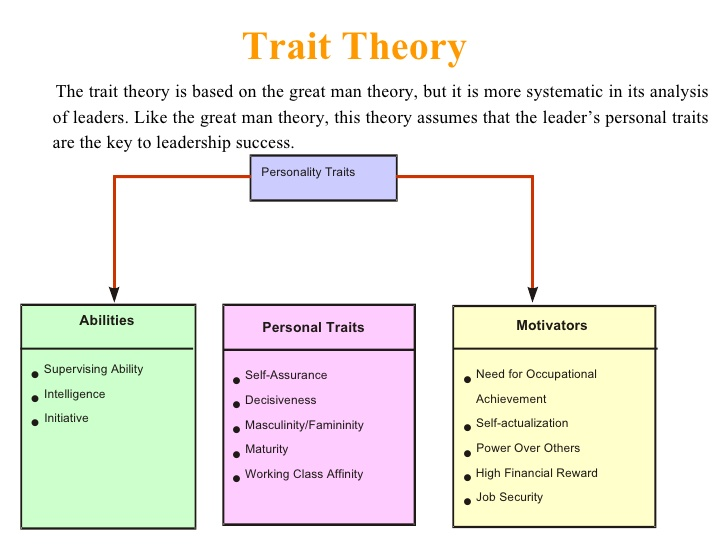 Trait Theory
The trait theory is based on the great man theory, but it is more systematic in its analysis
of leaders. Like the great man theory, this theory assumes that the leader's personal traits
are the key to leadership success.
Personality Traits
Abilities
• Supervising Ability
• Intelligence
• Initiative
Personal Traits
• Self-Assurance
• Decisiveness
• Masculinity/Famininity
• Maturity
• Working Class Affinity
Motivators
• Need for Occupational
Achievement
• Self-actualization
• Power Over Others
• High Financial Reward
• Job Security